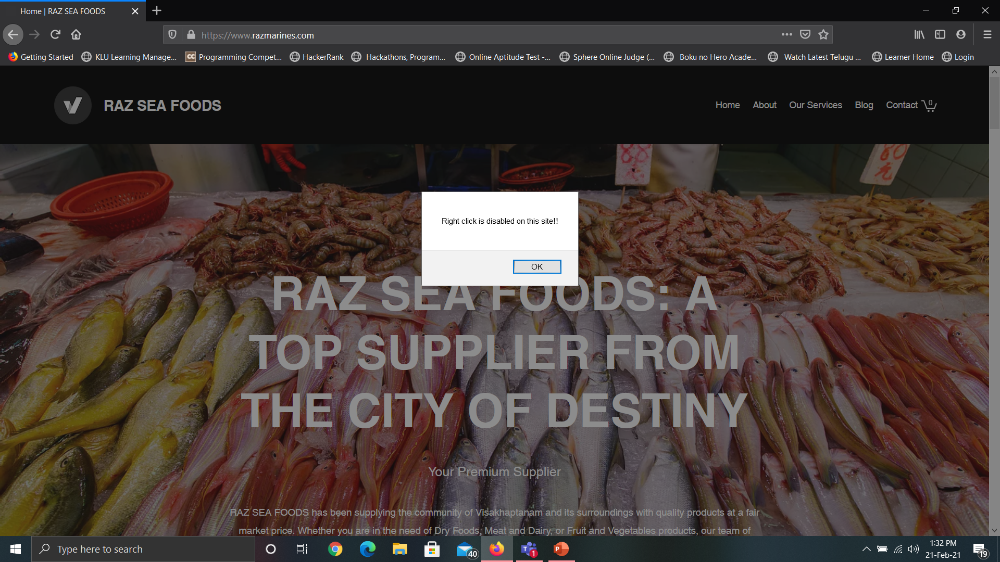 Home | RAZ SEA FOODS
https://www.razmarines.com
Getting Started
KLU Learning Manage...
CC
Programming Compet...
HackerRank
Hackathons, Program...
Online Aptitude Test -...
Sphere Online Judge (...
Boku no Hero Acade...
Watch Latest Telugu ...
Learner Home
Login
RAZ SEA FOODS
Home
About
Our Services
Blog
Contact
0
80
元
Right click is disabled on this site!!
OK
RAZ SEA FOODS: A
TOP SUPPLIER FROM
THE CITY OF DESTINY
Your Premium Supplier
RAZ SEA FOODS has been supplying the community of Visakhaptanam and its surroundings with quality products at a fair
market price. Whether you are in the need of Dry Foods, Meat and Dairy, or Fruit and Vegetables products, our team of
Type here to search
40
T
1
P
1:32 PM
21-Feb-21
19